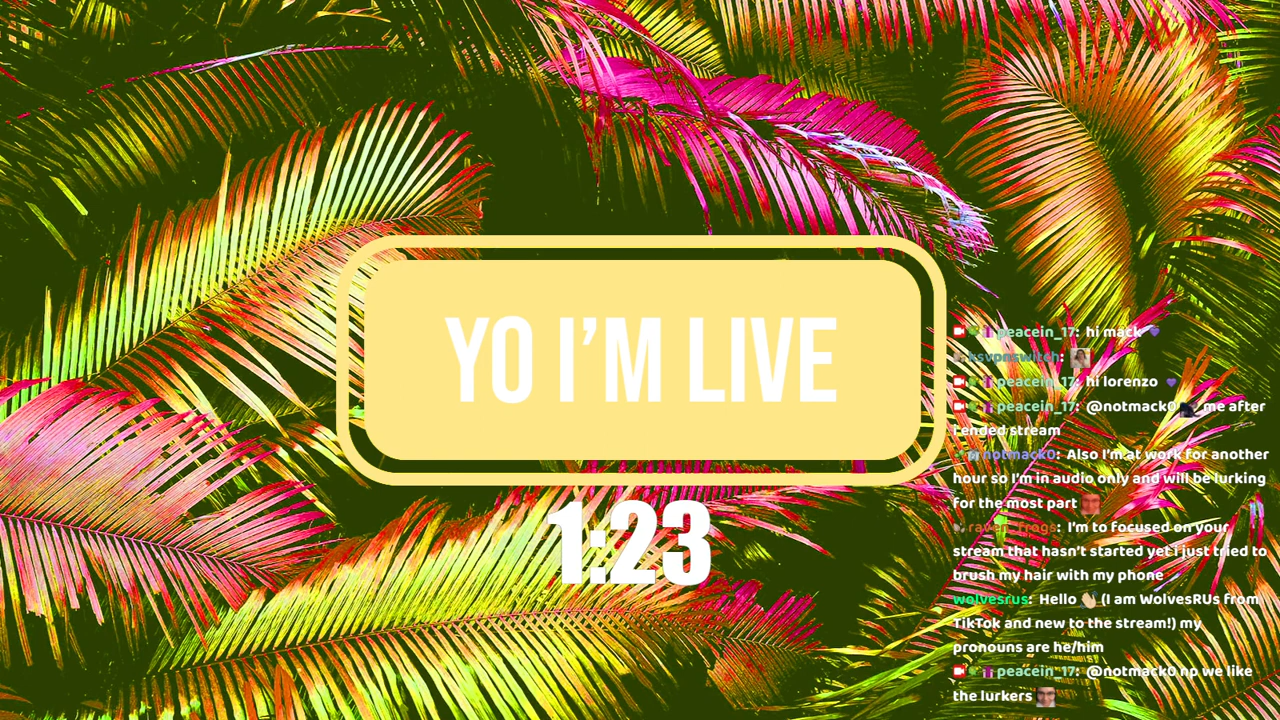 YO I’M LIVE
1:23
peacein_17: hi mack
ksvpnswitch:
peacein_17: hi lorenzo
peacein_17: @notmack0 me after
i ended stream
notmack0: Also I'm at work for another
hour so I'm in audio only and will be lurking
for the most part
raven_frogs: I'm to focused on your
stream that hasn't started yet i just tried to
brush my hair with my phone
wolvesrus: Hello (I am WolvesRUs from
TikTok and new to the stream!) my
pronouns are he/him
peacein_17: @notmack0 np we like
the lurkers